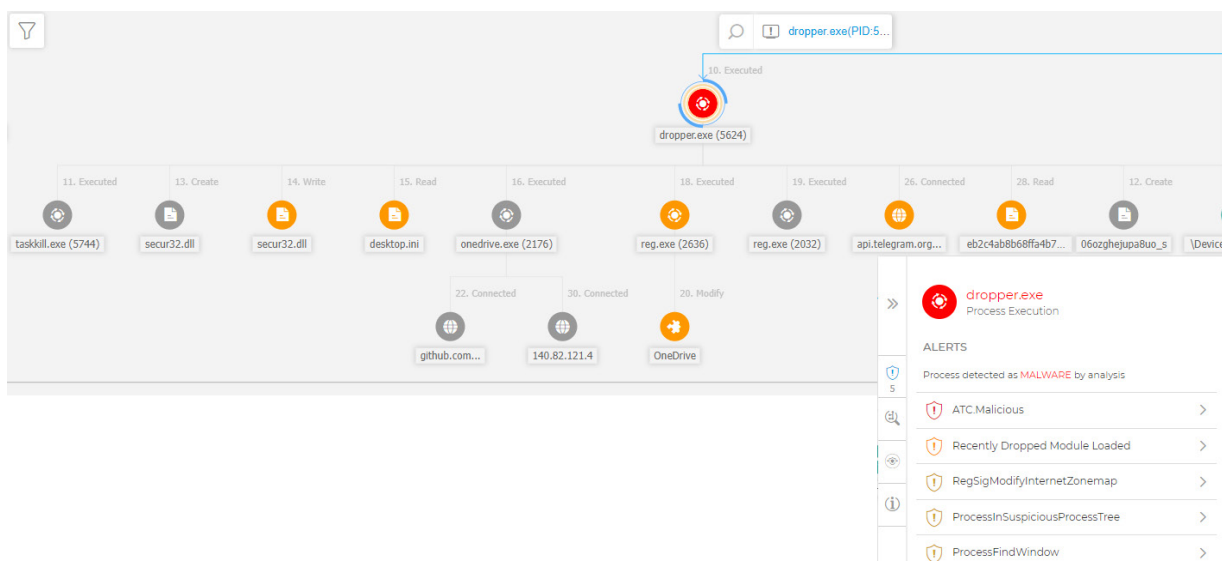 dropper.exe(PID:5...
10. Executed
dropper.exe (5624)
11. Executed
13. Create
14. Write
15. Read
16. Executed
18. Executed
19. Executed
26. Connected
28. Read
12. Create
taskkill.exe (5744)
secur32.dll
secur32.dll
desktop.ini
onedrive.exe (2176)
reg.exe (2636)
reg.exe (2032)
api.telegram.org...
eb2c4ab8b68ffa4b7...
06ozghejupa8uo_s
\Device
22. Connected
30. Connected
20. Modify
github.com...
140.82.121.4
OneDrive
dropper.exe
Process Execution
ALERTS
Process detected as MALWARE by analysis
5
ATC.Malicious
Recently Dropped Module Loaded
RegSigModifyInternetZonemap
ProcessInSuspiciousProcessTree
ProcessFindWindow